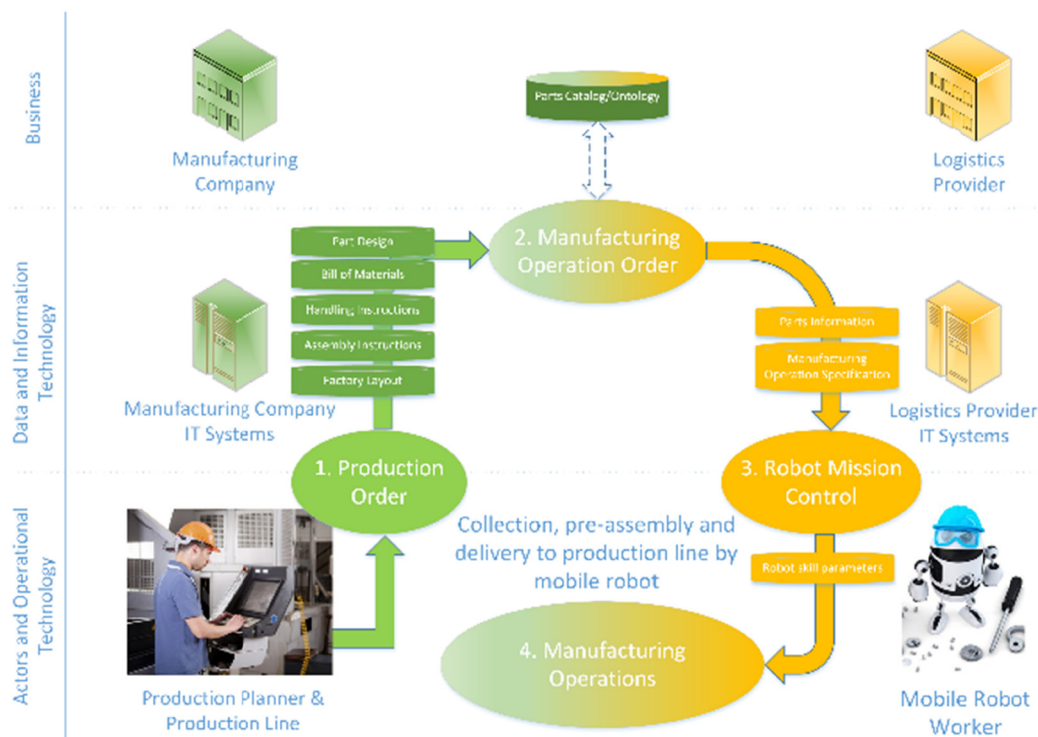 Business
Manufacturing
Company
Parts Catalog/Ontology
Logistics
Provider
Data and Information
Technology
Part Design
Bill of Materials
Handling Instructions
Assembly Instructions
Factory Layout
2. Manufacturing
Operation Order
Parts Information
Manufacturing
Operation Specification
Manufacturing Company
IT Systems
Logistics Provider
IT Systems
Actors and Operational
Technology
1. Production
Order
3. Robot Mission
Control
Collection, pre-assembly and
delivery to production line by
mobile robot
Robot skill parameters
4. Manufacturing
Operations
Production Planner &
Production Line
Mobile Robot
Worker